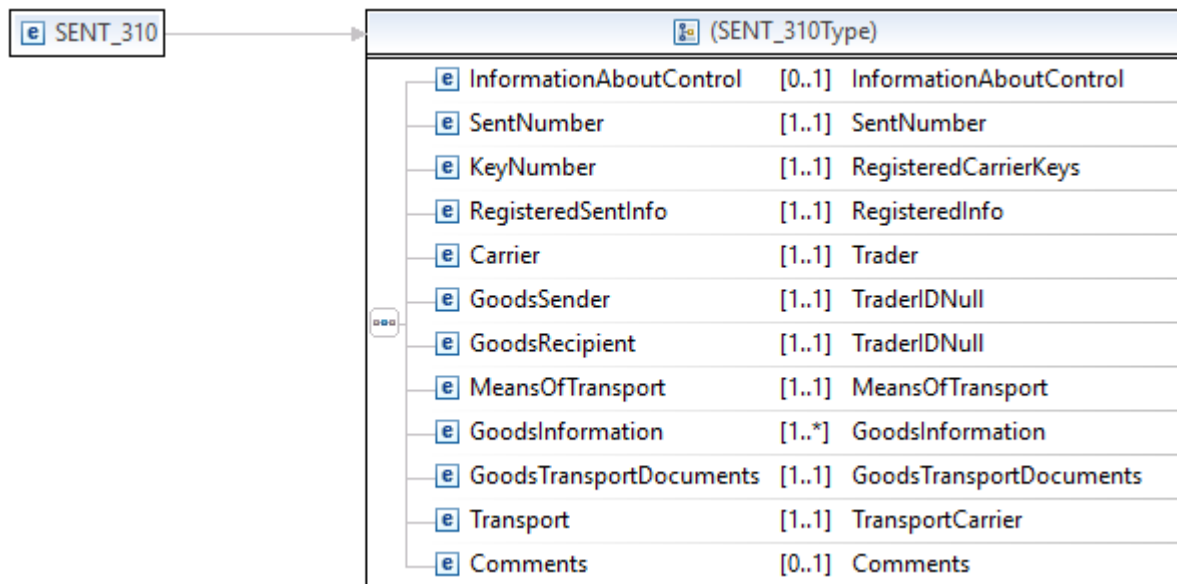 e SENT_310
(SENT_310Type)
e InformationAboutControl [0..1] InformationAboutControl
e SentNumber [1..1] SentNumber
e KeyNumber [1..1] RegisteredCarrierKeys
e RegisteredSentInfo [1..1] RegisteredInfo
e Carrier [1..1] Trader
e GoodsSender [1..1] TraderIDNull
e GoodsRecipient [1..1] TraderIDNull
e MeansOfTransport [1..1] MeansOfTransport
e GoodsInformation [1..*] GoodsInformation
e GoodsTransportDocuments [1..1] GoodsTransportDocuments
e Transport [1..1] TransportCarrier
e Comments [0..1] Comments